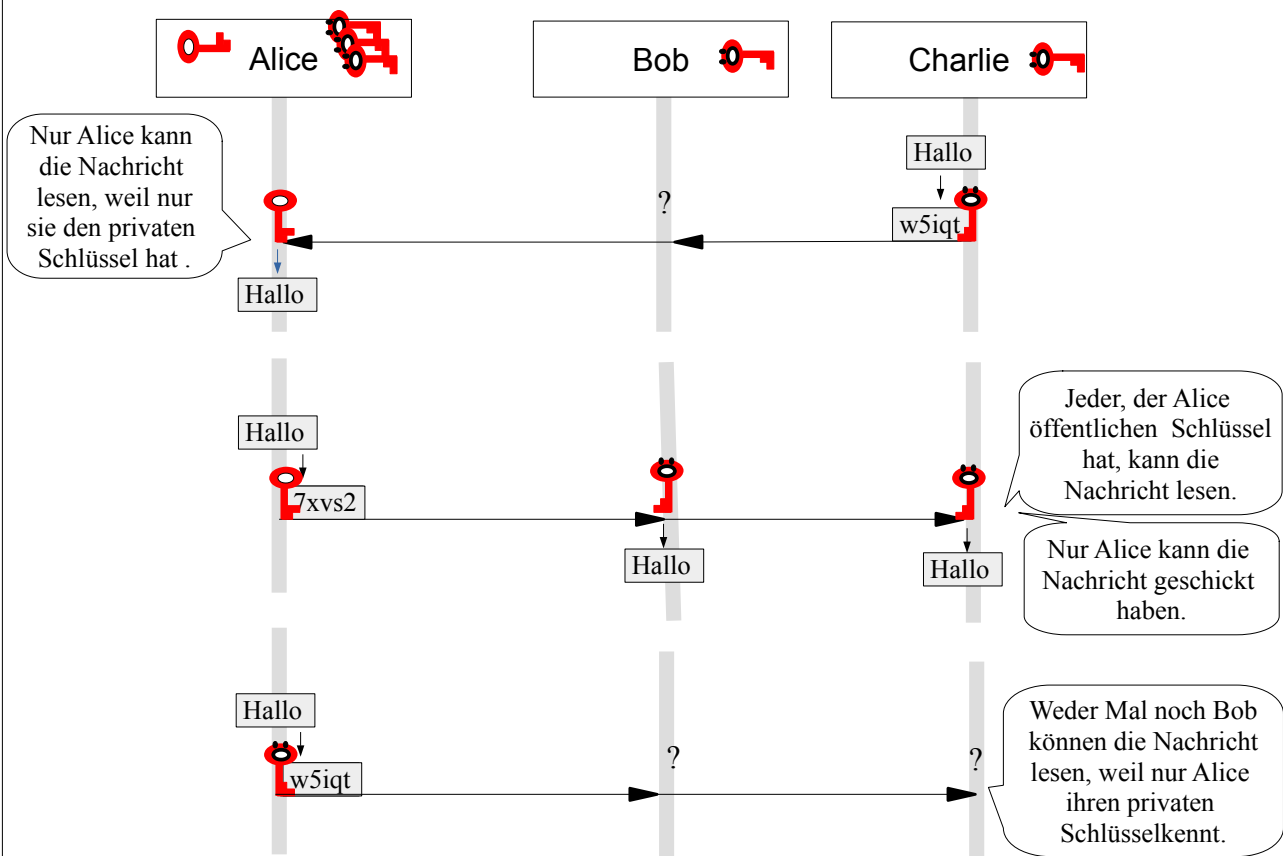 Alice
Bob
Charlie
Nur Alice kann
die Nachricht
lesen, weil nur
sie den privaten
Schlüssel hat .
Hallo
w5iqt
?
Hallo
Hallo
7xvs2
Hallo
Hallo
Jeder, der Alice
öffentlichen Schlüssel
hat, kann die
Nachricht lesen.
Nur Alice kann die
Nachricht geschickt
haben.
Hallo
w5iqt
?
?
Weder Mal noch Bob
können die Nachricht
lesen, weil nur Alice
ihren privaten
Schlüsselkennt.